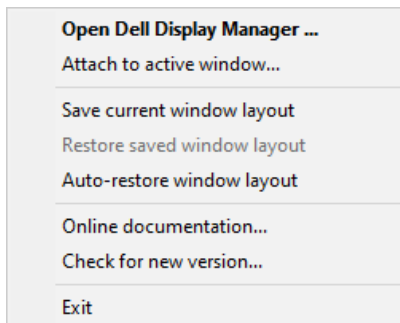 Open Dell Display Manager ...
Attach to active window...
Save current window layout
Restore saved window layout
Auto-restore window layout
Online documentation...
Check for new version...
Exit